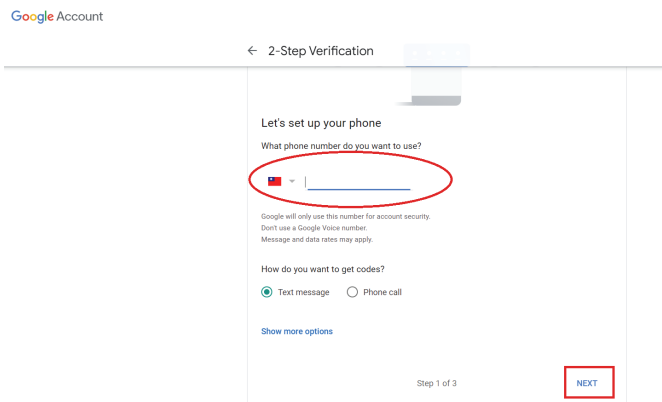 Google Account
2-Step Verification
Let's set up your phone
What phone number do you want to use?
Google will only use this number for account security.
Don't use a Google Voice number.
Message and data rates may apply.
How do you want to get codes?
Text message Phone call
Show more options
Step 1 of 3 NEXT